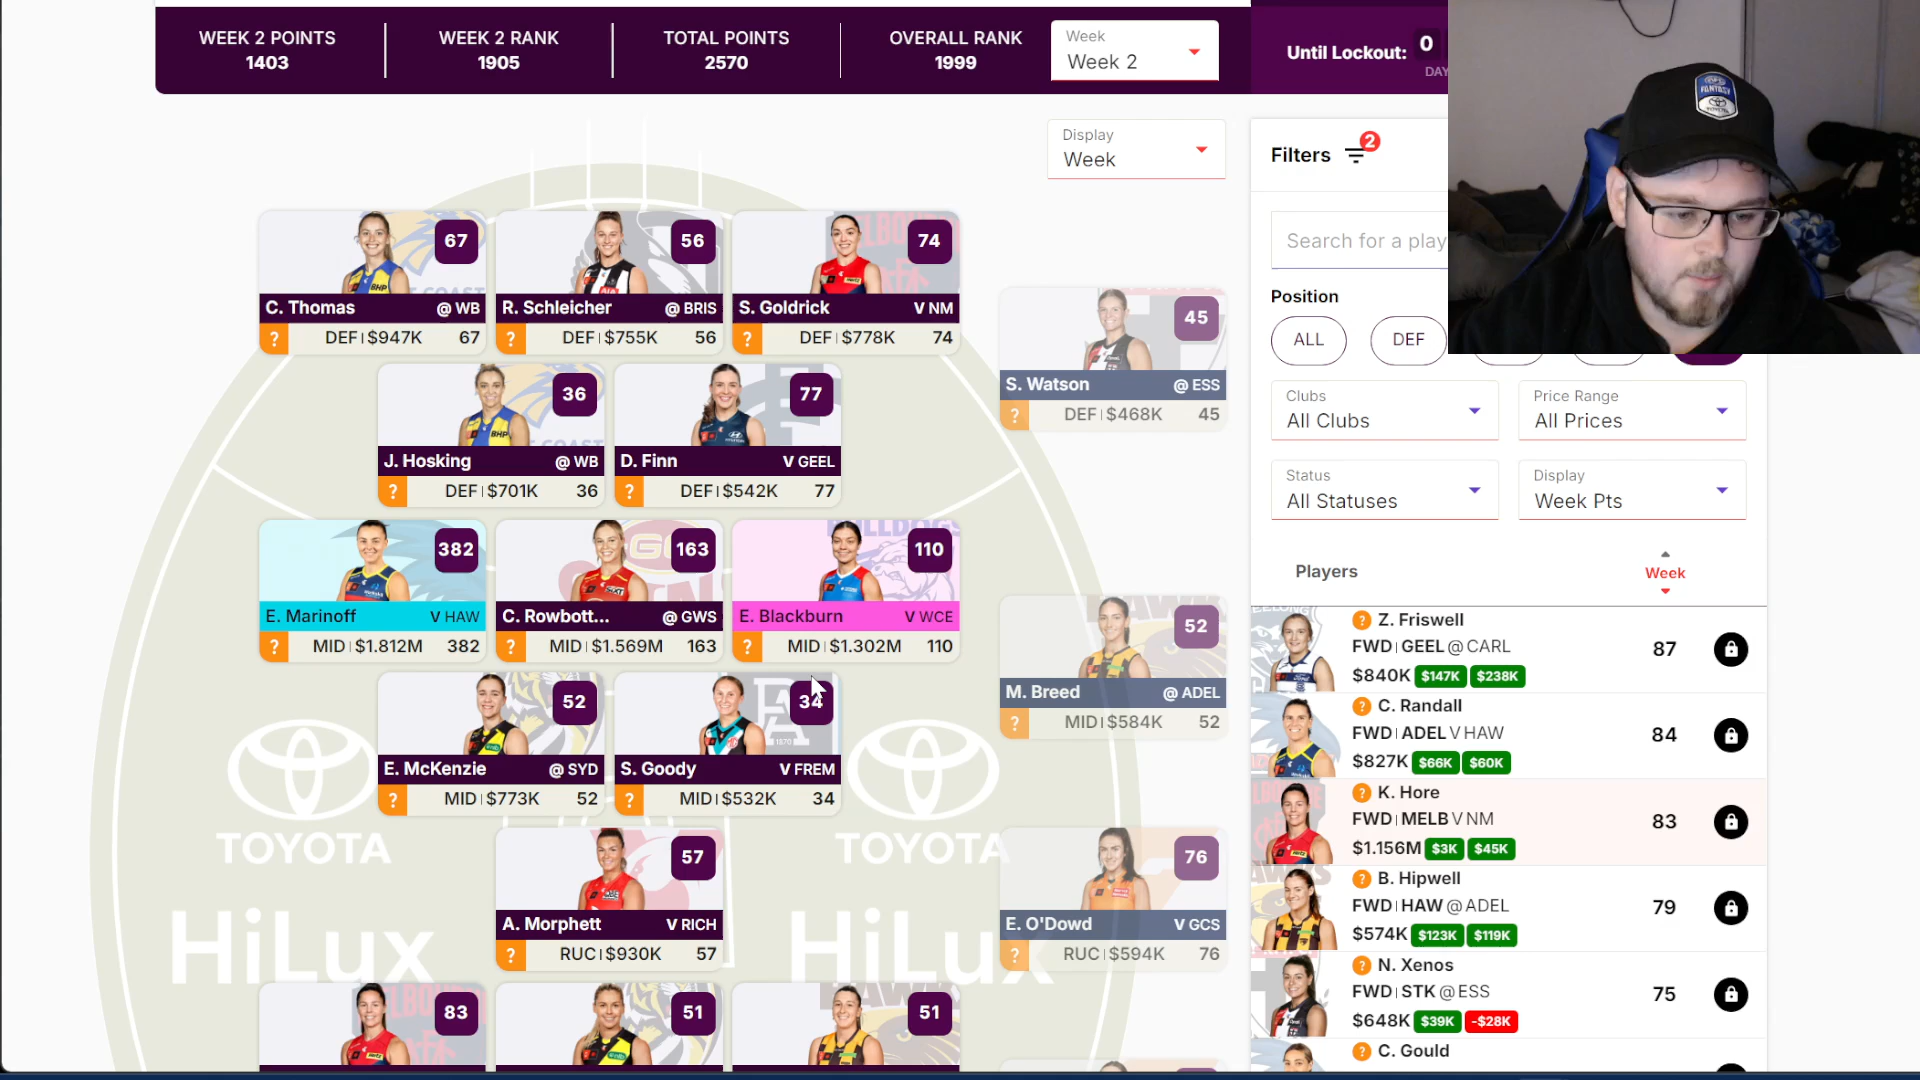 WEEK 2 POINTS
1403
WEEK 2 RANK
1905
TOTAL POINTS
2570
OVERALL RANK
1999
Week
Week 2
Until Lockout: 0
DAY
Display
Week
67
C. Thomas @ WB
? DEF | $947K 67
56
R. Schleicher @ BRIS
? DEF | $755K 56
74
S. Goldrick V NM
? DEF | $778K 74
45
S. Watson @ ESS
? DEF | $468K 45
36
J. Hosking @ WB
? DEF | $701K 36
77
D. Finn V GEEL
? DEF | $542K 77
382
E. Marinoff V HAW
? MID | $1.812M 382
163
C. Rowbott... @ GWS
? MID | $1.569M 163
110
E. Blackburn V WCE
? MID | $1.302M 110
52
M. Breed @ ADEL
? MID | $584K 52
52
E. McKenzie @ SYD
? MID | $773K 52
34
S. Goody V FREM
? MID | $532K 34
TOYOTA
TOYOTA
57
A. Morphett V RICH
? RUC | $930K 57
76
E. O'Dowd V GCS
? RUC | $594K 76
HiLux
HiLux
83
51
51
Filters 2
Search for a play
Position
ALL
DEF
Clubs
All Clubs
Price Range
All Prices
Status
All Statuses
Display
Week Pts
Players
Week
? Z. Friswell
FWD | GEEL @ CARL
$840K $147K $238K
87
? C. Randall
FWD | ADEL V HAW
$827K $66K $60K
84
? K. Hore
FWD | MELB V NM
$1.156M $3K $45K
83
? B. Hipwell
FWD | HAW @ ADEL
$574K $123K $119K
79
? N. Xenos
FWD | STK @ ESS
$648K $39K -$28K
75
? C. Gould
FANTASY